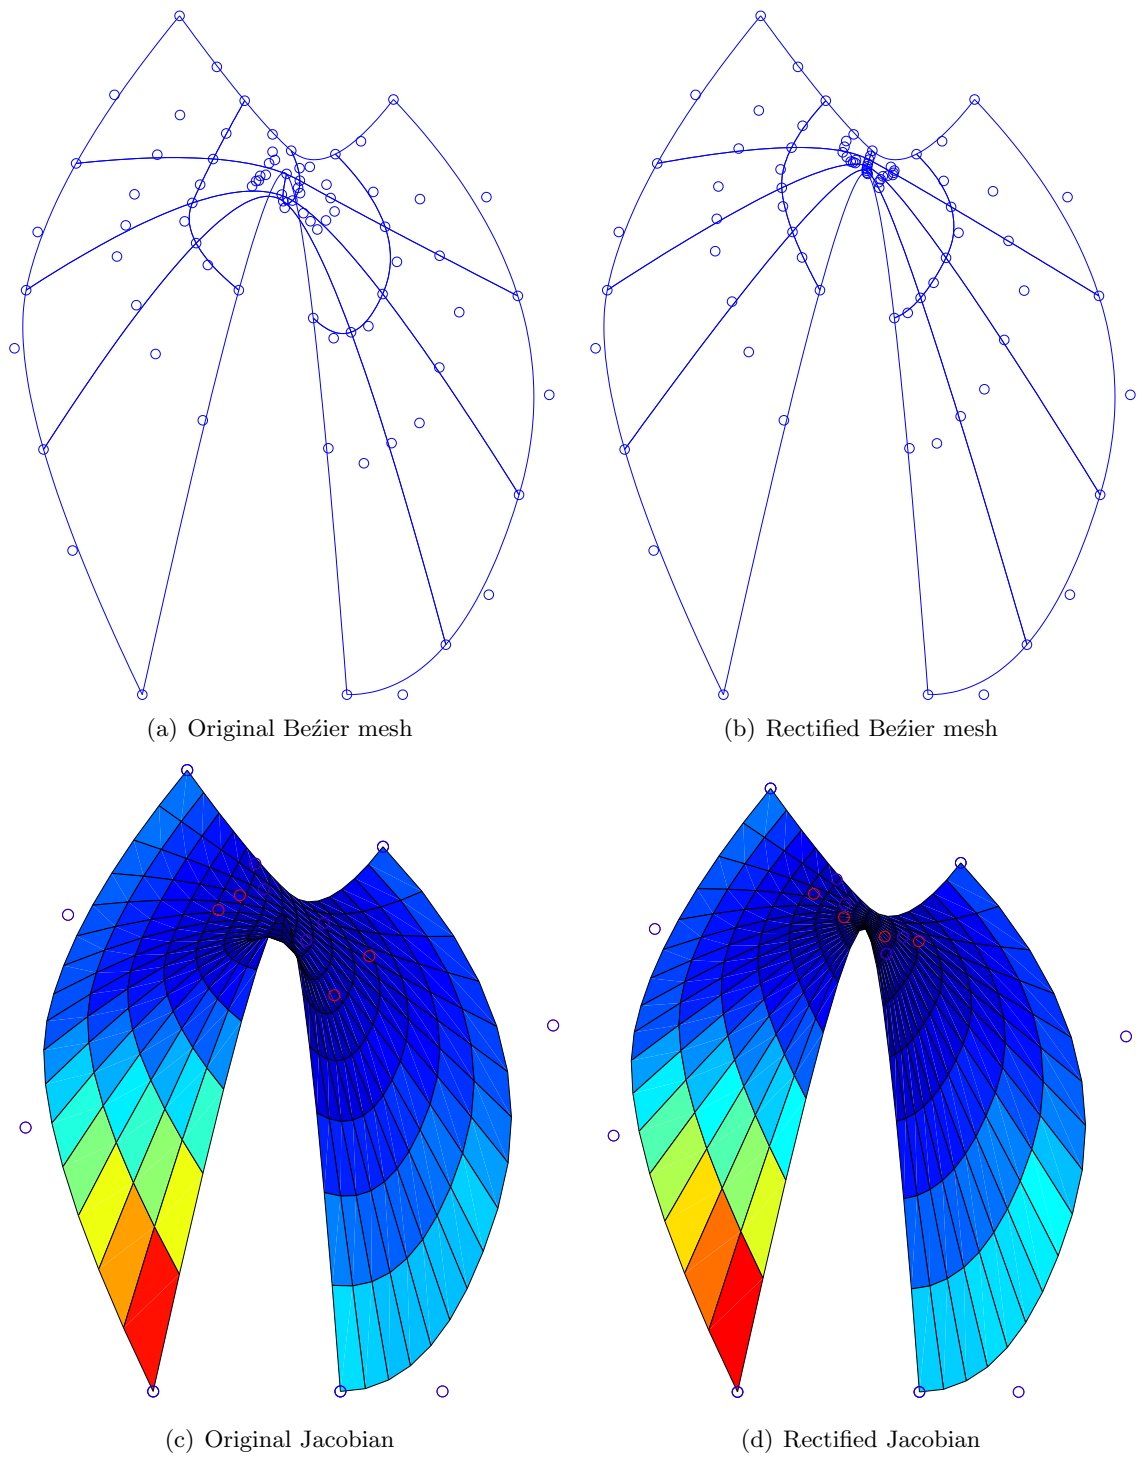 (a) Original Beźier mesh
(b) Rectified Beźier mesh
(c) Original Jacobian
(d) Rectified Jacobian